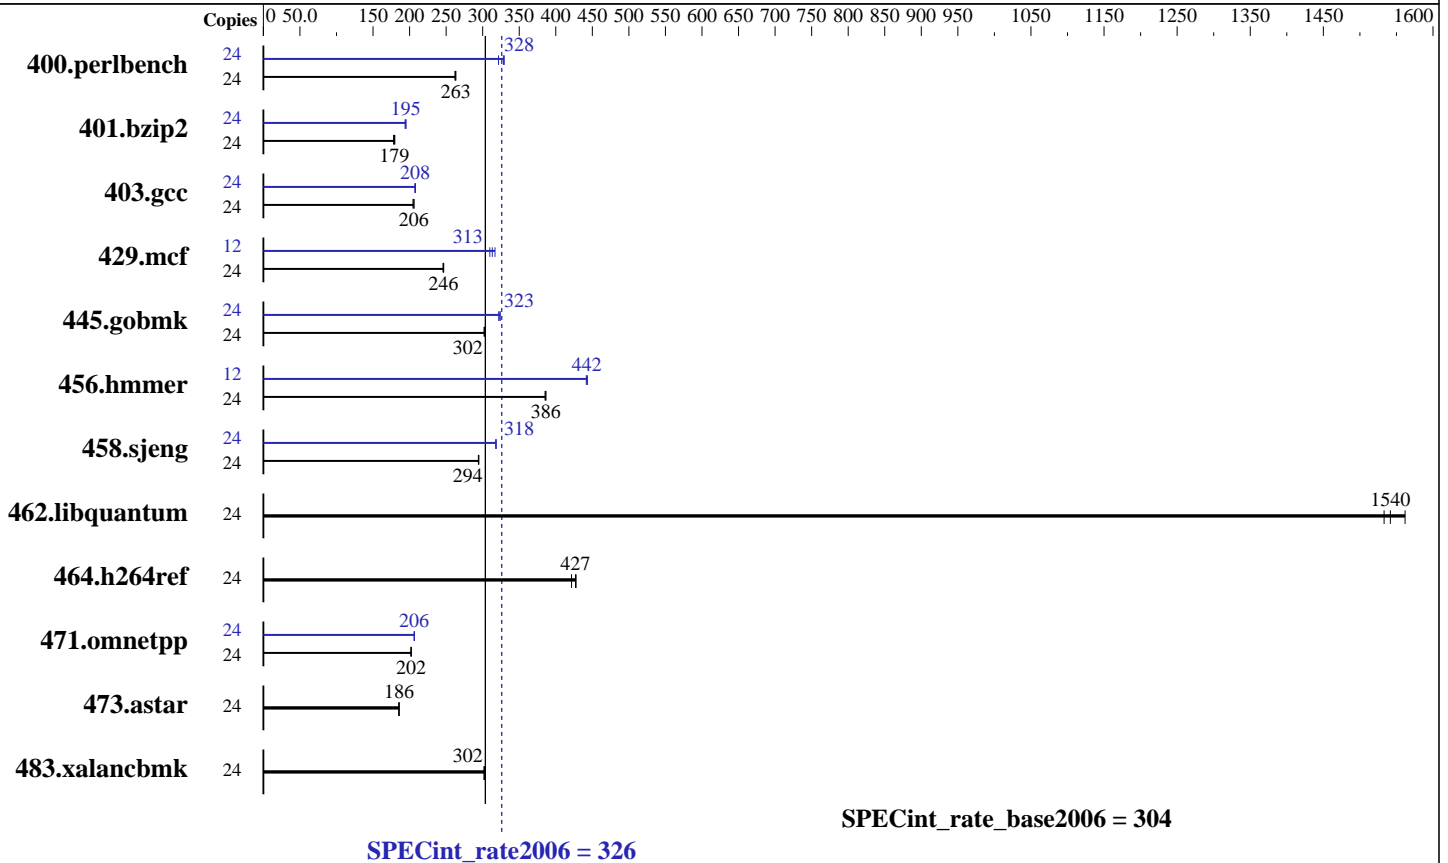 Copies 0 50.0 150 200 250 300 350 400 450 500 550 600 650 700 750 800 850 900 950 1050 1150 1250 1350 1450 1600
400.perlbench 24 328
24 263
401.bzip2 24 195
24 179
403.gcc 24 208
24 206
429.mcf 12 313
24 246
445.gobmk 24 323
24 302
456.hmmer 12 442
24 386
458.sjeng 24 318
24 294
462.libquantum 24 1540
464.h264ref 24 427
471.omnetpp 24 206
24 202
473.astar 24 186
483.xalancbmk 24 302
SPECint_rate_base2006 = 304
SPECint_rate2006 = 326